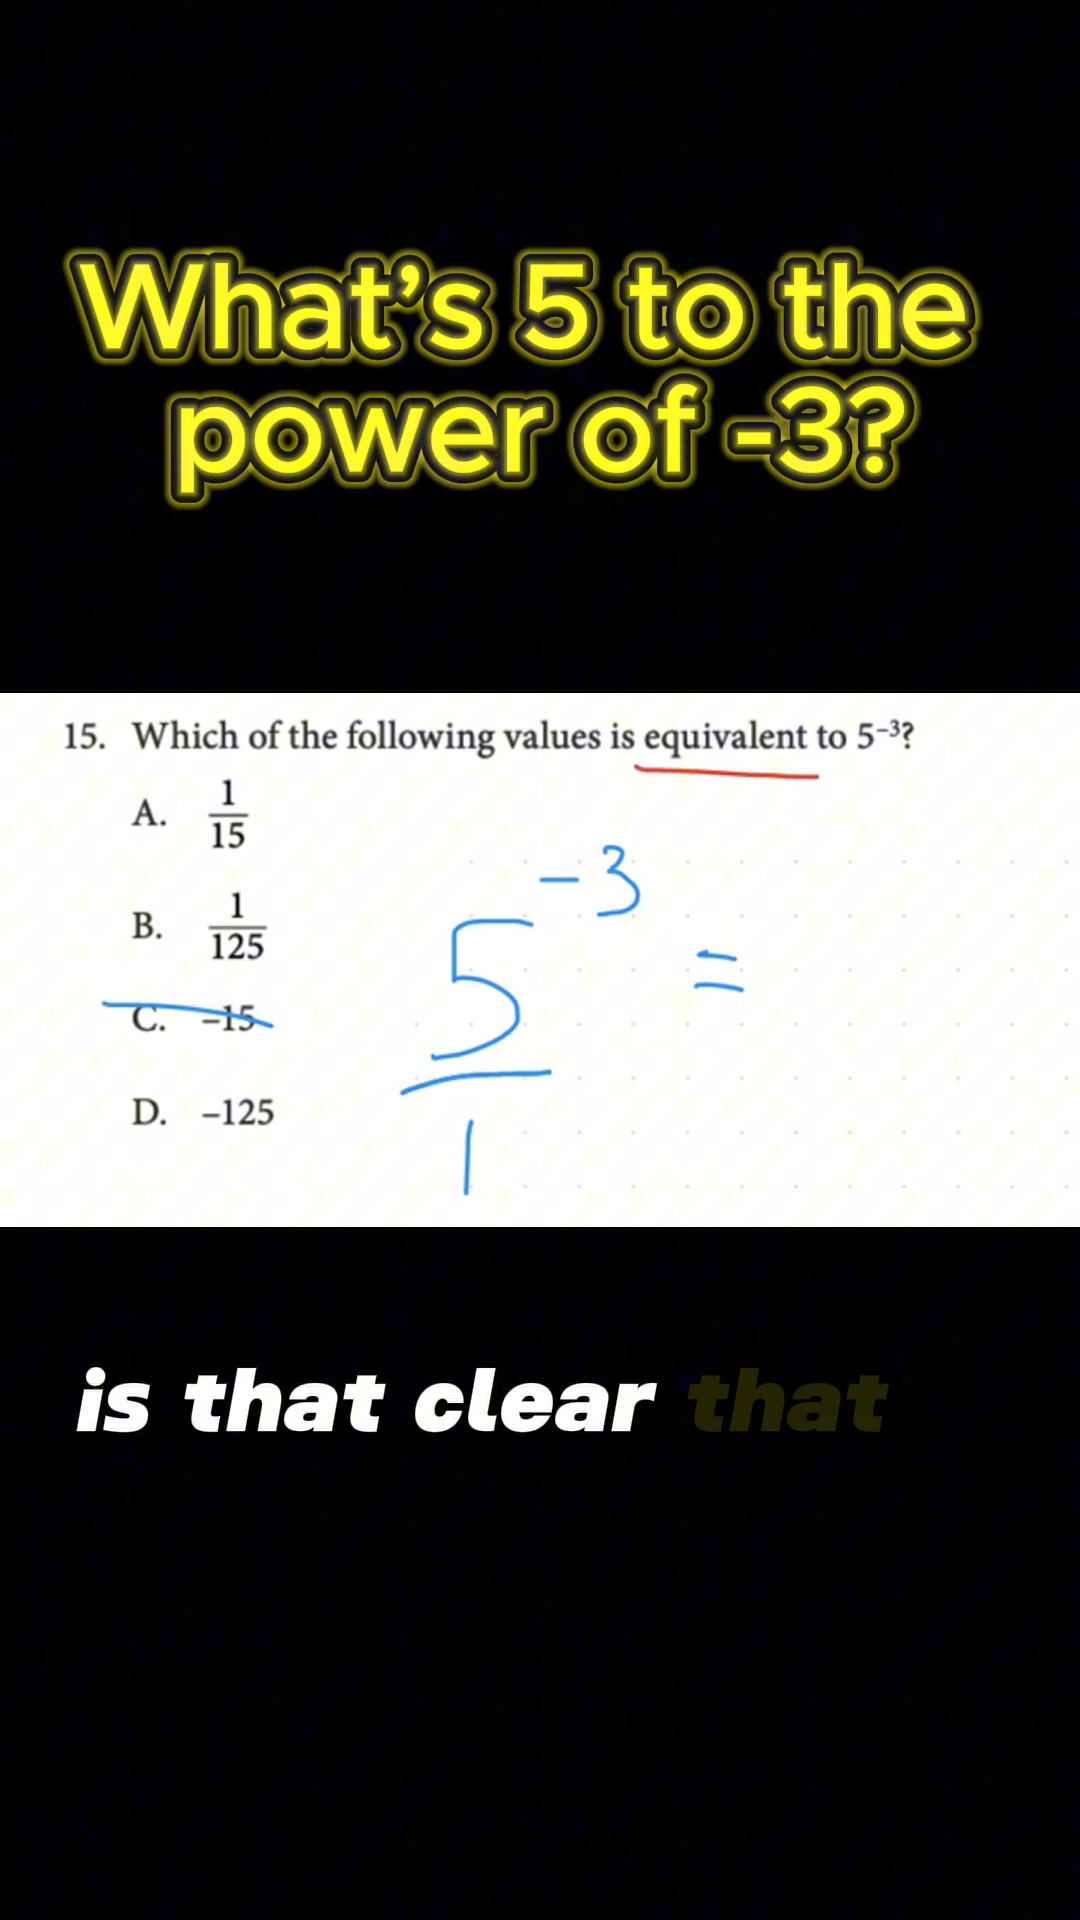 What's 5 to the
power of -3?
15. Which of the following values is equivalent to 5⁻³?
A. 1/15
B. 1/125
C. –15
D. –125
5⁻³/1 =
is that clear that